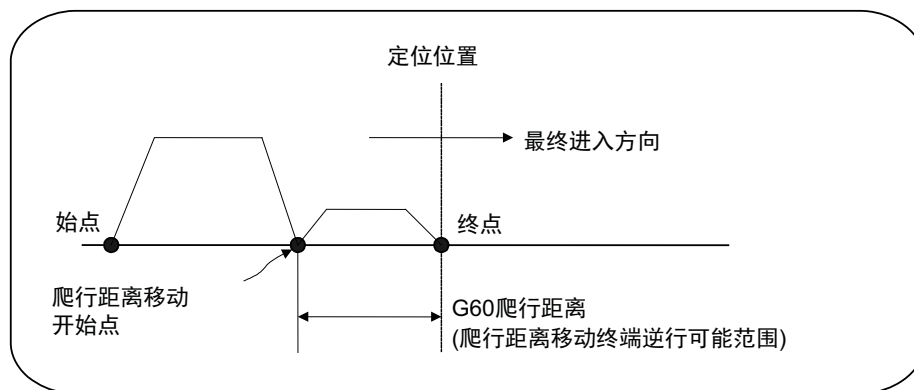 定位位置
最终进入方向
始点
终点
爬行距离移动
开始点
G60爬行距离
(爬行距离移动终端逆行可能范围)